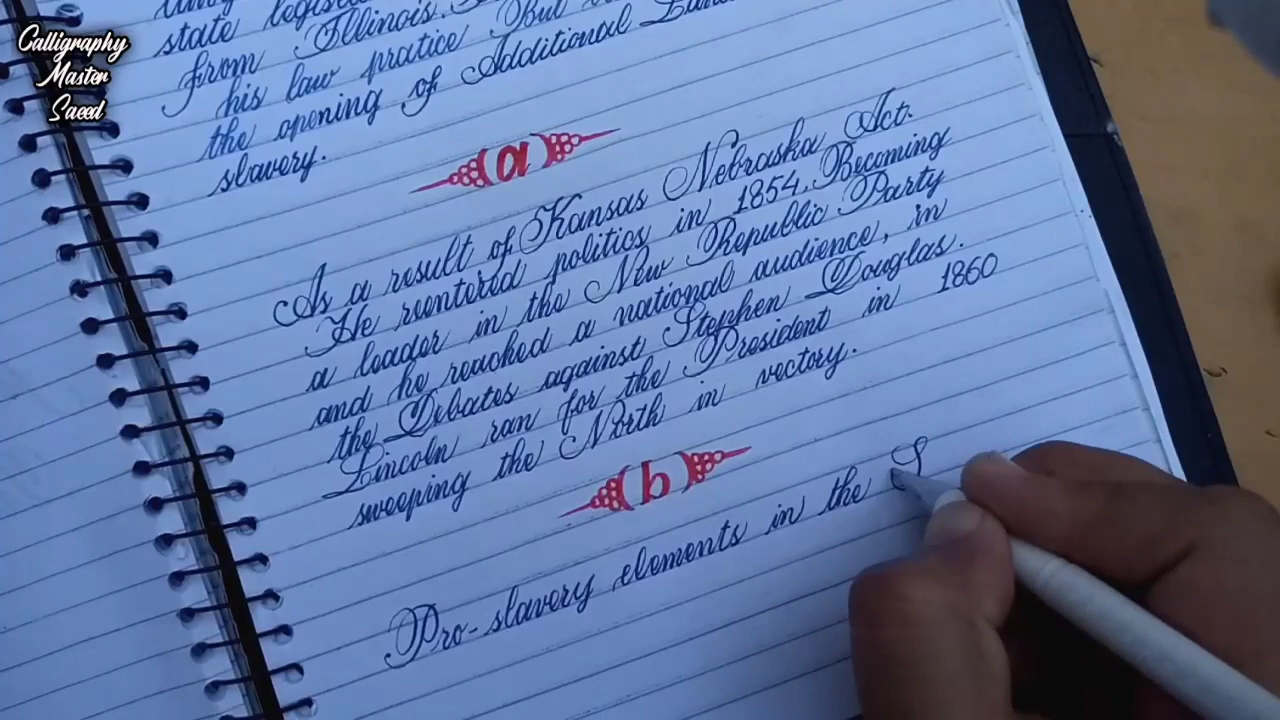 Calligraphy
Master
Saeed
state
from Illinois.
his law pratice But
the opening of Additional
slavery.
(a)
As a result of Kansas Nebraska Act.
He reentered politics in 1854. Becoming
a leader in the New Republic Party
and he reached a national audience, in
the Debates against Stephen Douglas.
Lincoln ran for the President in 1860
sweeping the North in vectory.
(b)
Pro-slavery elements in the S